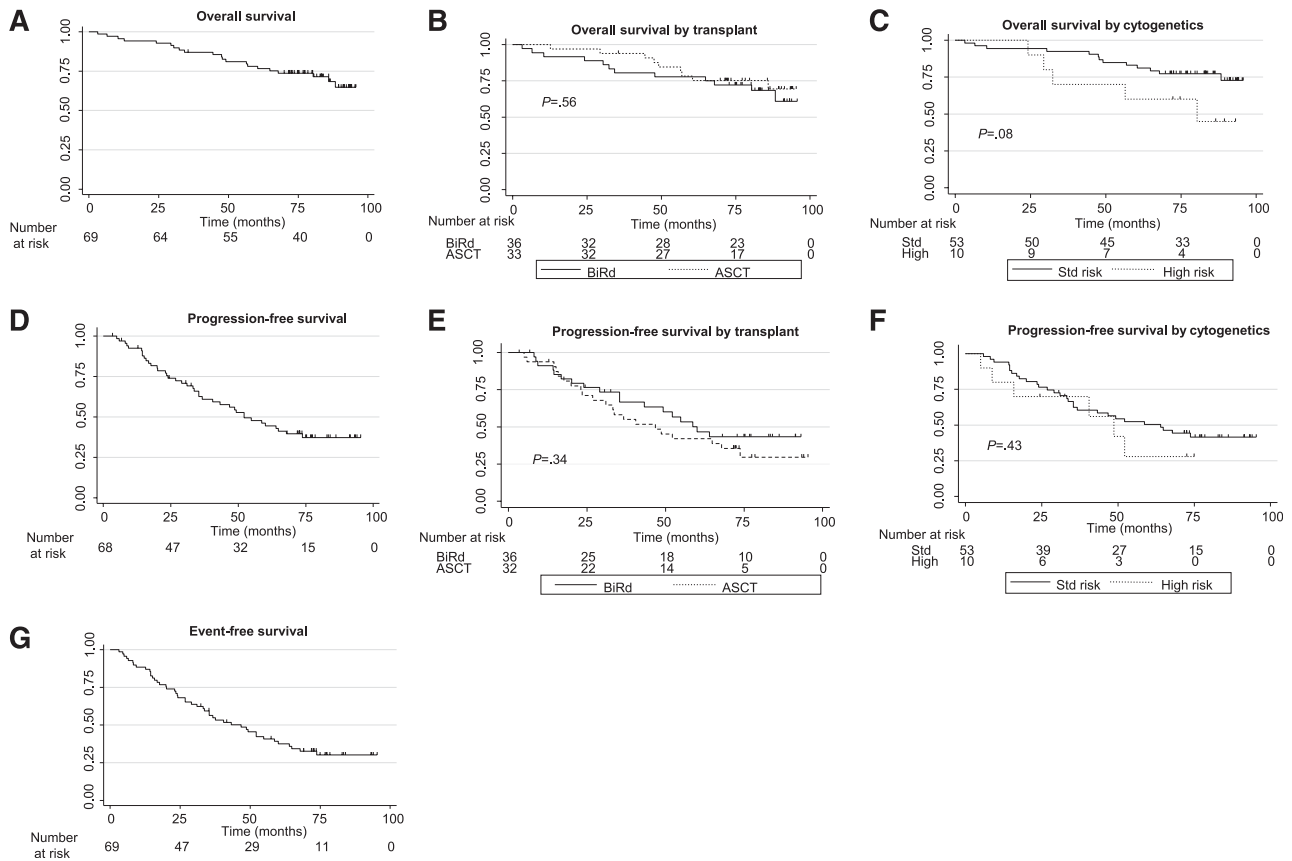 A
Overall survival
1.00
0.75
0.50
0.25
0.00
0 25 50 75 100
Time (months)
Number
at risk
69 64 55 40 0
B
Overall survival by transplant
1.00
0.75
0.50
0.25
0.00
P=.56
0 25 50 75 100
Time (months)
Number at risk
BiRd 36 32 28 23 0
ASCT 33 32 27 17 0
BiRd ASCT
C
Overall survival by cytogenetics
1.00
0.75
0.50
0.25
0.00
P=.08
0 25 50 75 100
Time (months)
Number at risk
Std 53 50 45 33 0
High 10 9 7 4 0
Std risk High risk
D
Progression-free survival
1.00
0.75
0.50
0.25
0.00
0 25 50 75 100
Time (months)
Number
at risk
68 47 32 15 0
E
Progression-free survival by transplant
1.00
0.75
0.50
0.25
0.00
P=.34
0 25 50 75 100
Time (months)
Number at risk
BiRd 36 25 18 10 0
ASCT 32 22 14 5 0
BiRd ASCT
F
Progression-free survival by cytogenetics
1.00
0.75
0.50
0.25
0.00
P=.43
0 25 50 75 100
Time (months)
Number at risk
Std 53 39 27 15 0
High 10 6 3 0 0
Std risk High risk
G
Event-free survival
1.00
0.75
0.50
0.25
0.00
0 25 50 75 100
Time (months)
Number
at risk
69 47 29 11 0